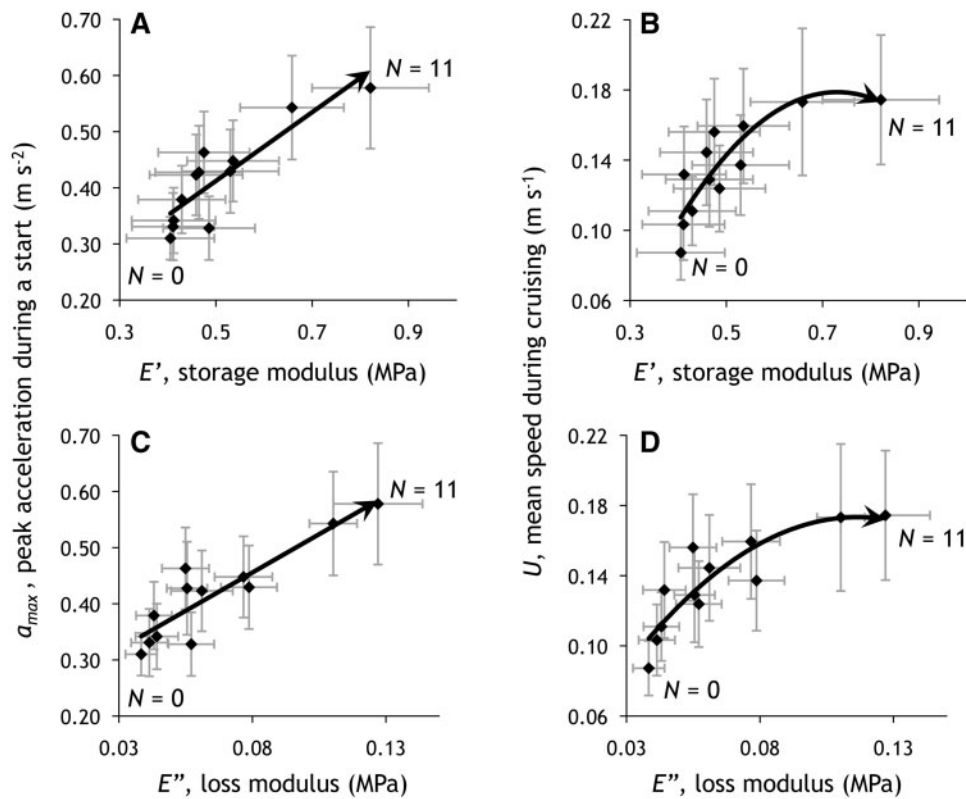 A
0.70
0.60
0.50
0.40
0.30
0.20
N = 11
N = 0
0.3
0.5
0.7
0.9
E’, storage modulus (MPa)
B
0.22
0.18
0.14
0.10
0.06
N = 11
N = 0
0.3
0.5
0.7
0.9
E’, storage modulus (MPa)
amax, peak acceleration during a start (m s-2)
U, mean speed during cruising (m s-1)
C
0.70
0.60
0.50
0.40
0.30
0.20
N = 11
N = 0
0.03
0.08
0.13
E”, loss modulus (MPa)
D
0.22
0.18
0.14
0.10
0.06
N = 11
N = 0
0.03
0.08
0.13
E”, loss modulus (MPa)